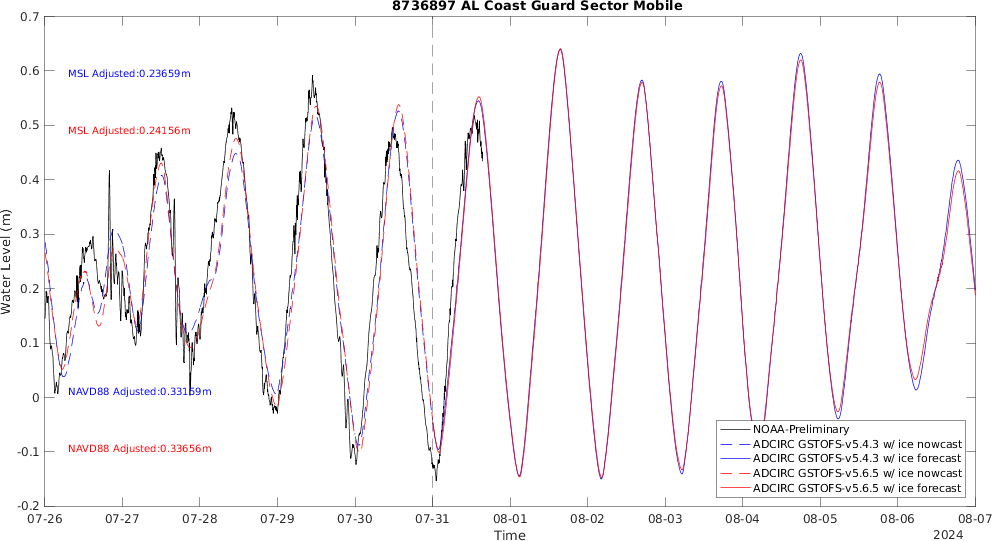 8736897 AL Coast Guard Sector Mobile
0.7
0.6
0.5
0.4
0.3
0.2
0.1
0
-0.1
-0.2
Water Level (m)
MSL Adjusted:0.23659m
MSL Adjusted:0.24156m
NAVD88 Adjusted:0.33159m
NAVD88 Adjusted:0.33656m
NOAA-Preliminary
ADCIRC GSTOFS-v5.4.3 w/ ice nowcast
ADCIRC GSTOFS-v5.4.3 w/ ice forecast
ADCIRC GSTOFS-v5.6.5 w/ ice nowcast
ADCIRC GSTOFS-v5.6.5 w/ ice forecast
07-26 07-27 07-28 07-29 07-30 07-31 08-01 08-02 08-03 08-04 08-05 08-06 08-07
Time
2024